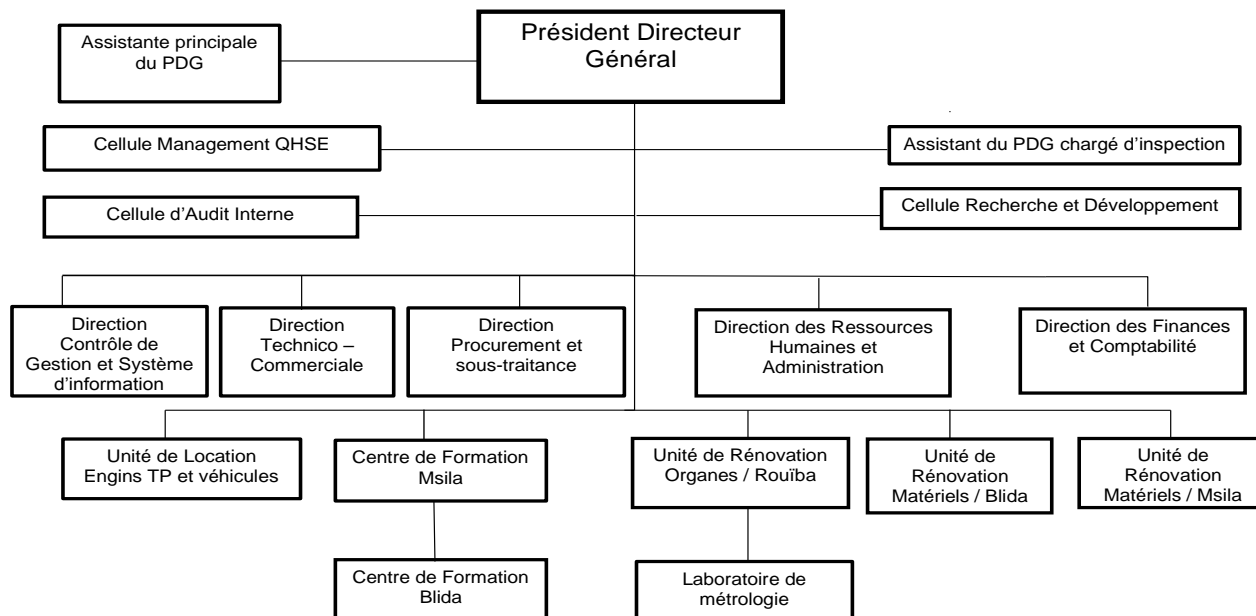 Président Directeur
Général
Assistante principale
du PDG
Cellule Management QHSE
Assistant du PDG chargé d’inspection
Cellule d’Audit Interne
Cellule Recherche et Développement
Direction
Contrôle de
Gestion et Système
d’information
Direction
Technico –
Commerciale
Direction
Procurement et
sous-traitance
Direction des Ressources
Humaines et
Administration
Direction des Finances
et Comptabilité
Unité de Location
Engins TP et véhicules
Centre de Formation
Msila
Unité de Rénovation
Organes / Rouïba
Unité de
Rénovation
Matériels / Blida
Unité de
Rénovation
Matériels / Msila
Centre de Formation
Blida
Laboratoire de
métrologie